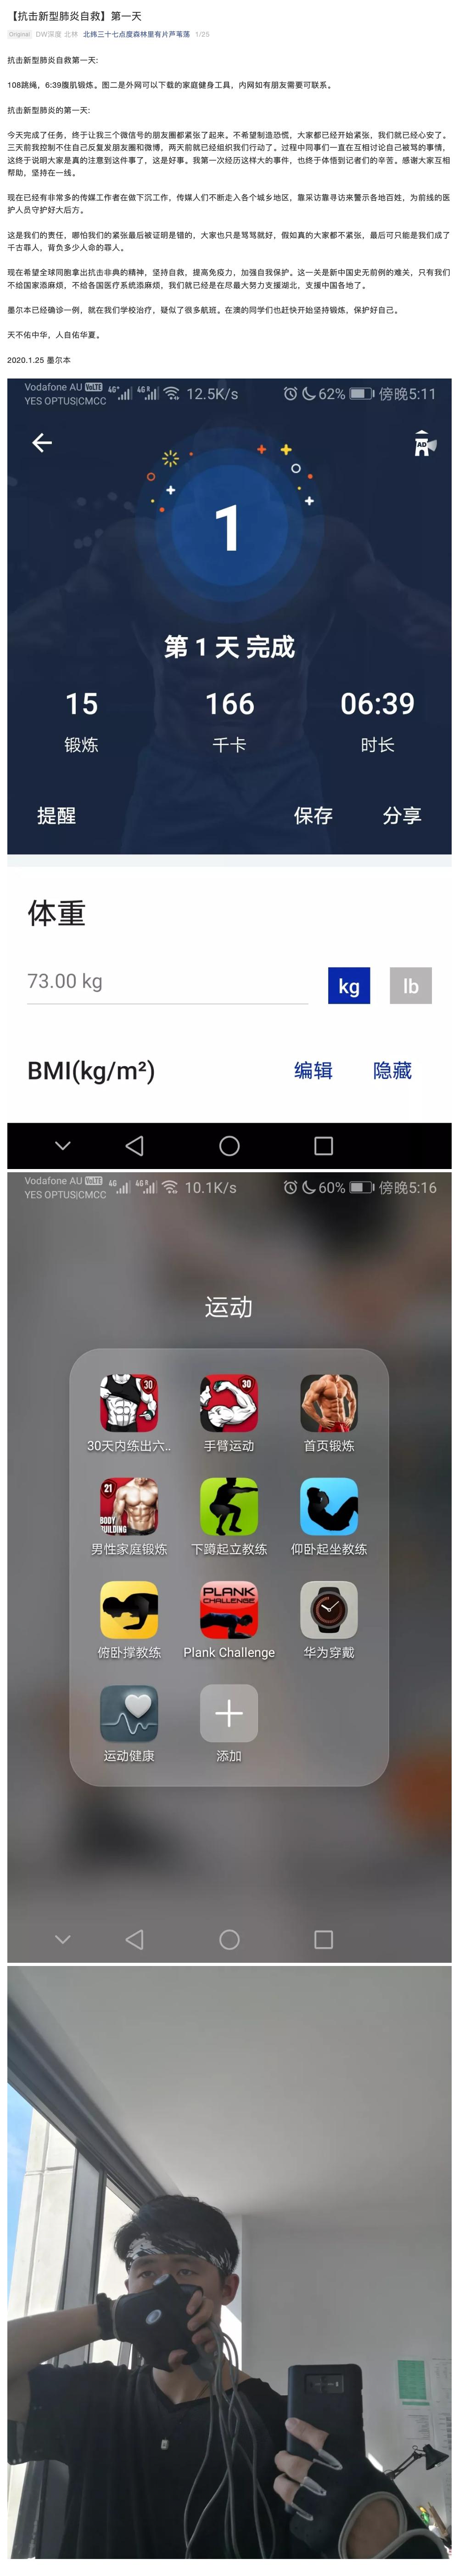 【抗击新型肺炎自救】第一天
Original DW深度 北林 北纬三十七点度森林里有片芦苇荡 1/25
抗击新型肺炎自救第一天:
108跳绳，6:39腹肌锻炼。图二是外网可以下载的家庭健身工具，内网如有朋友需要可联系。
抗击新型肺炎的第一天:
今天完成了任务，终于让我三个微信号的朋友圈都紧张了起来。不希望制造恐慌，大家都已经开始紧张，我们就已经心安了。
三天前我控制不住自己反复发朋友圈和微博，两天前就已经组织我们行动了。过程中同事们一直在互相讨论自己被骂的事情，
这终于说明大家是真的注意到这件事了，这是好事。我第一次经历这样大的事件，也终于体悟到记者们的辛苦。感谢大家互相
帮助，坚持在一线。
现在已经有非常多的传媒工作者在做下沉工作，传媒人们不断走入各个城乡地区，靠采访靠寻访来警示各地百姓，为前线的医
护人员守护好大后方。
这是我们的责任，哪怕我们的紧张最后被证明是错的，大家也只是骂骂就好，假如真的大家都不紧张，最后可只能是我们成了
千古罪人，背负多少人命的罪人。
现在希望全球同胞拿出抗击非典的精神，坚持自救，提高免疫力，加强自我保护。这一关是新中国史无前例的难关，只有我们
不给国家添麻烦，不给各国医疗系统添麻烦，我们就已经是在尽最大努力支援湖北，支援中国各地了。
墨尔本已经确诊一例，就在我们学校治疗，疑似了很多航班。在澳的同学们也赶快开始坚持锻炼，保护好自己。
天不佑中华，人自佑华夏。
2020.1.25 墨尔本
Vodafone AU VoLTE 4G+ 4G R 12.5K/s 62% 傍晚5:11
YES OPTUS|CMCC
AD
1
第 1 天 完成
15 166 06:39
锻炼 千卡 时长
提醒 保存 分享
体重
73.00 kg kg lb
BMI(kg/m²) 编辑 隐藏
Vodafone AU VoLTE 4G 4G R 10.1K/s 60% 傍晚5:16
YES OPTUS|CMCC
运动
30 30
30天内练出六.. 手臂运动 首页锻炼
21
BODY
BUILDING
男性家庭锻炼 下蹲起立教练 仰卧起坐教练
PLANK
CHALLENGE
俯卧撑教练 Plank Challenge 华为穿戴
运动健康 添加